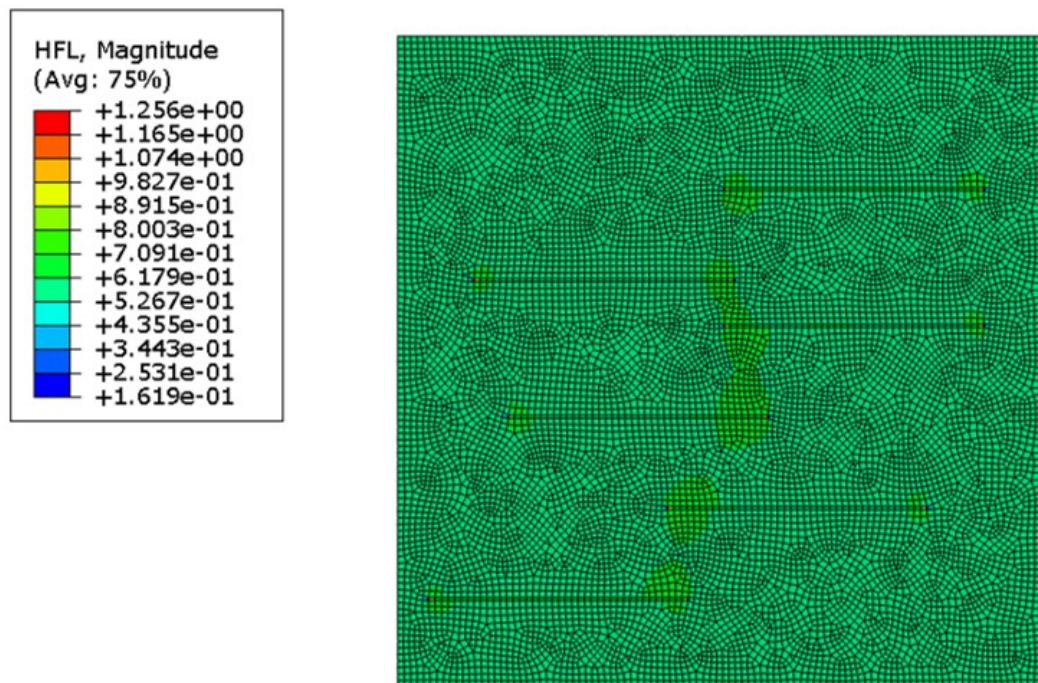 HFL, Magnitude
(Avg: 75%)
+1.256e+00
+1.165e+00
+1.074e+00
+9.827e-01
+8.915e-01
+8.003e-01
+7.091e-01
+6.179e-01
+5.267e-01
+4.355e-01
+3.443e-01
+2.531e-01
+1.619e-01